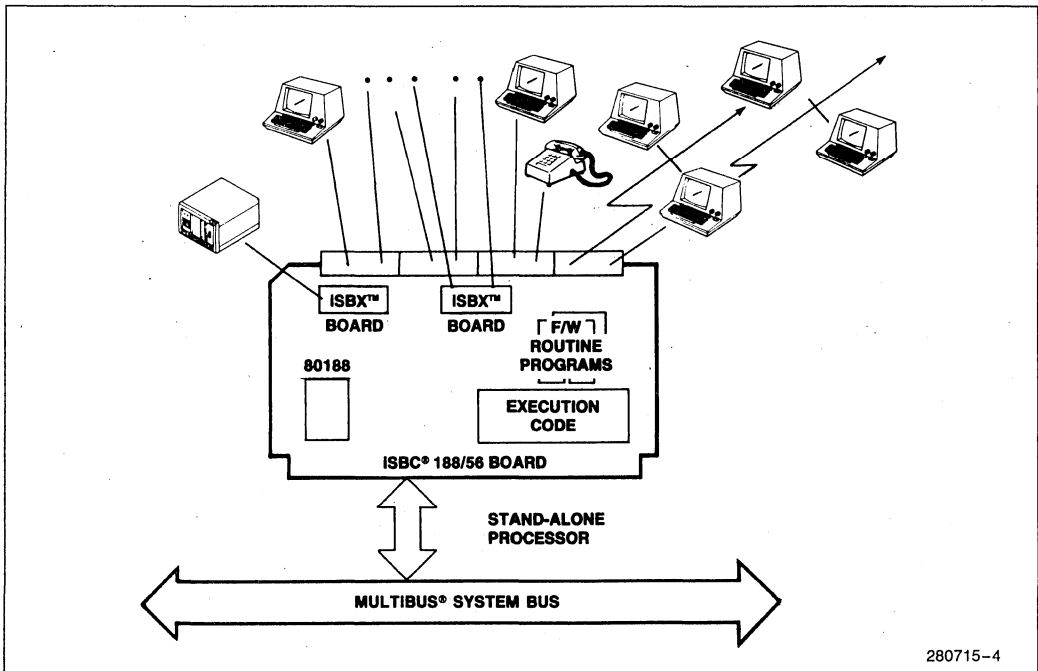 iSBX™
BOARD
iSBX™
BOARD
F/W
ROUTINE
PROGRAMS
80188
EXECUTION
CODE
iSBC® 188/56 BOARD
STAND-ALONE
PROCESSOR
MULTIBUS® SYSTEM BUS
280715-4